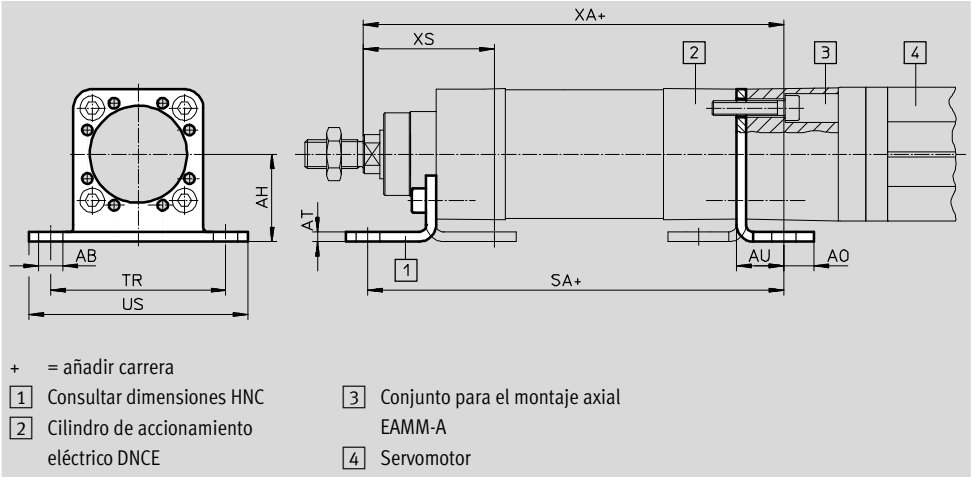 XA+
XS
2
3
4
AH
AT
AB
TR
US
1
AU
AO
SA+
+ = añadir carrera
1 Consultar dimensiones HNC
2 Cilindro de accionamiento
eléctrico DNCE
3 Conjunto para el montaje axial
EAMM-A
4 Servomotor